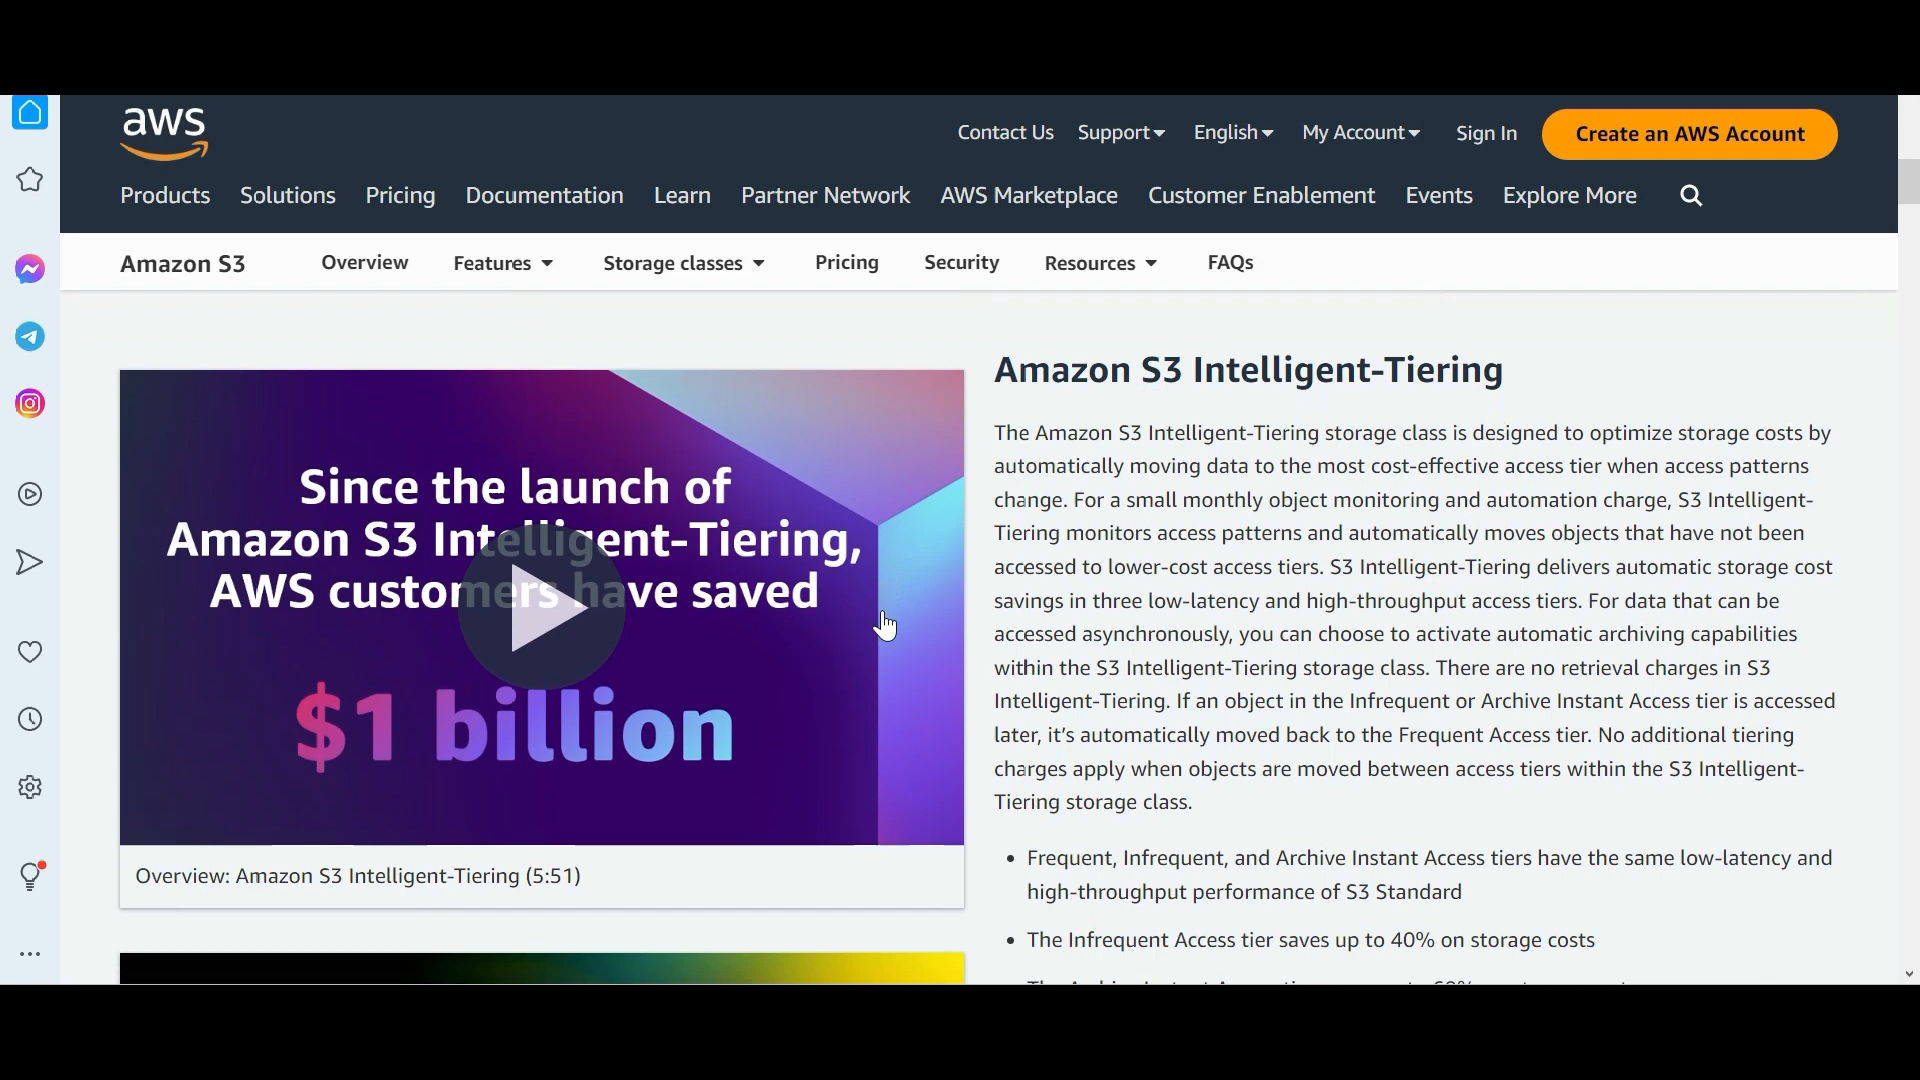 aws
Contact Us Support English My Account Sign In Create an AWS Account
Products Solutions Pricing Documentation Learn Partner Network AWS Marketplace Customer Enablement Events Explore More
Amazon S3 Overview Features Storage classes Pricing Security Resources FAQs
Since the launch of
Amazon S3 Intelligent-Tiering,
AWS customers have saved
$1 billion
Overview: Amazon S3 Intelligent-Tiering (5:51)
Amazon S3 Intelligent-Tiering
The Amazon S3 Intelligent-Tiering storage class is designed to optimize storage costs by
automatically moving data to the most cost-effective access tier when access patterns
change. For a small monthly object monitoring and automation charge, S3 Intelligent-
Tiering monitors access patterns and automatically moves objects that have not been
accessed to lower-cost access tiers. S3 Intelligent-Tiering delivers automatic storage cost
savings in three low-latency and high-throughput access tiers. For data that can be
accessed asynchronously, you can choose to activate automatic archiving capabilities
within the S3 Intelligent-Tiering storage class. There are no retrieval charges in S3
Intelligent-Tiering. If an object in the Infrequent or Archive Instant Access tier is accessed
later, it's automatically moved back to the Frequent Access tier. No additional tiering
charges apply when objects are moved between access tiers within the S3 Intelligent-
Tiering storage class.
• Frequent, Infrequent, and Archive Instant Access tiers have the same low-latency and
high-throughput performance of S3 Standard
• The Infrequent Access tier saves up to 40% on storage costs